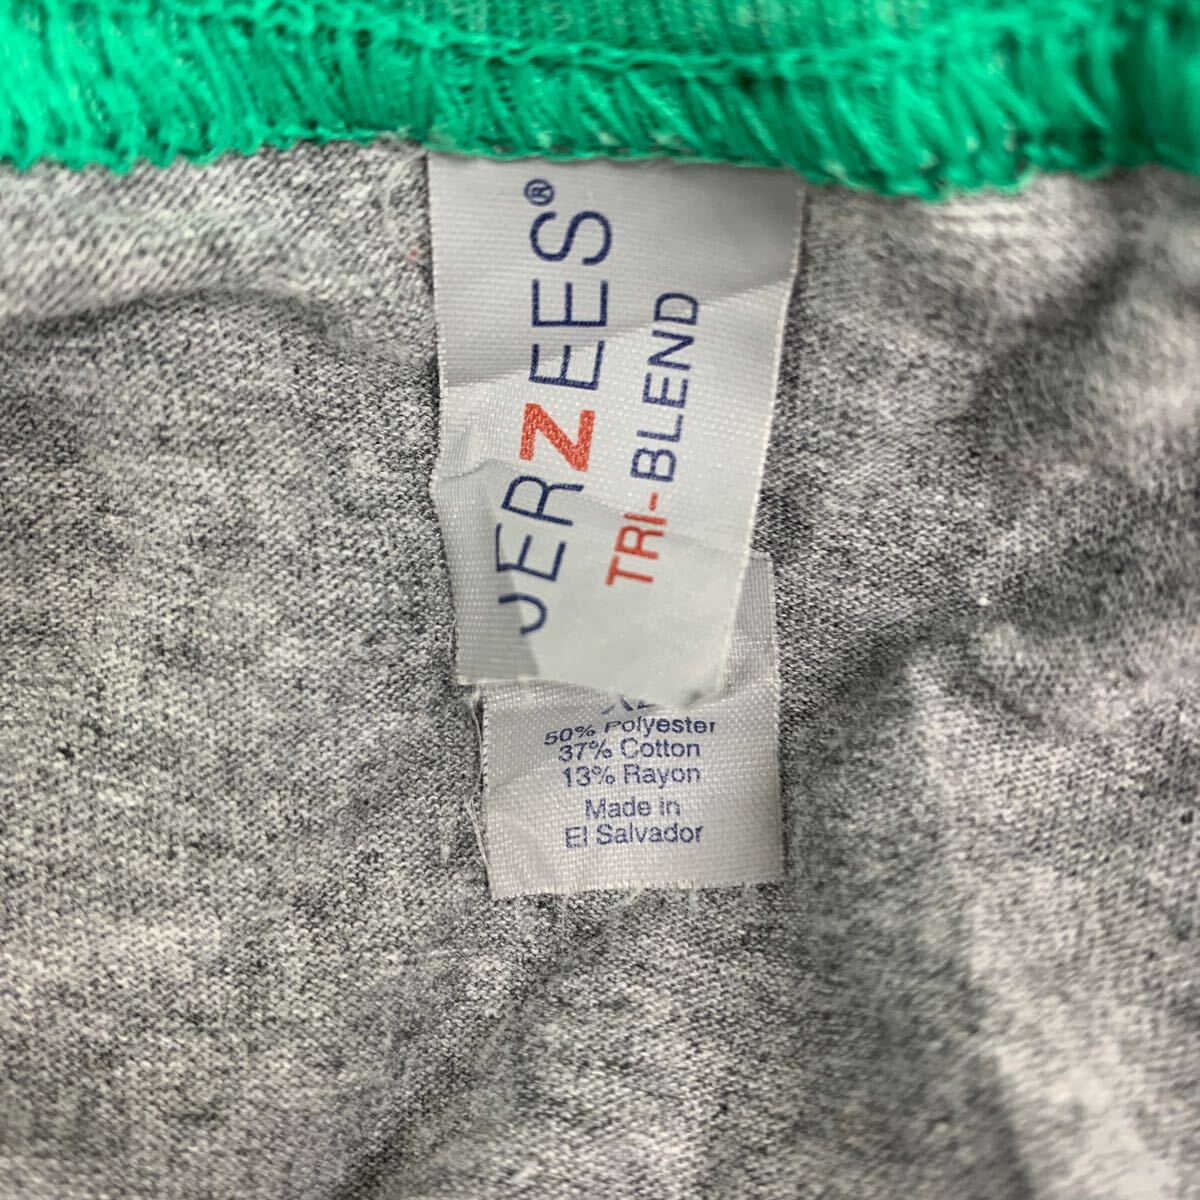 JERZEES®
TRI-BLEND
50% Polyester
37% Cotton
13% Rayon
Made in
El Salvador